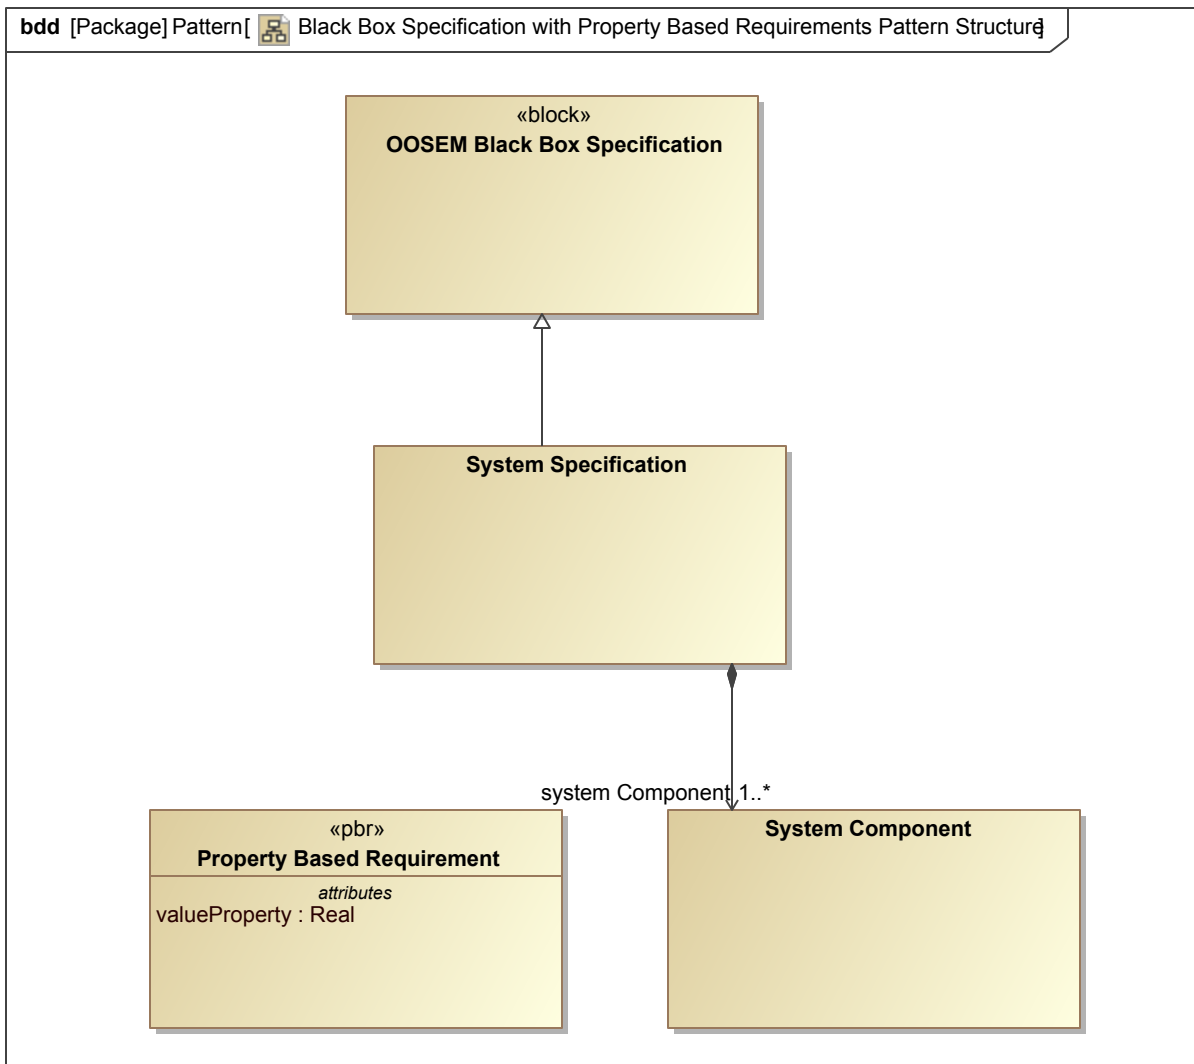 bdd [Package] Pattern[ Black Box Specification with Property Based Requirements Pattern Structure]
«block»
OOSEM Black Box Specification
System Specification
system Component 1..*
«pbr»
Property Based Requirement
attributes
valueProperty : Real
System Component